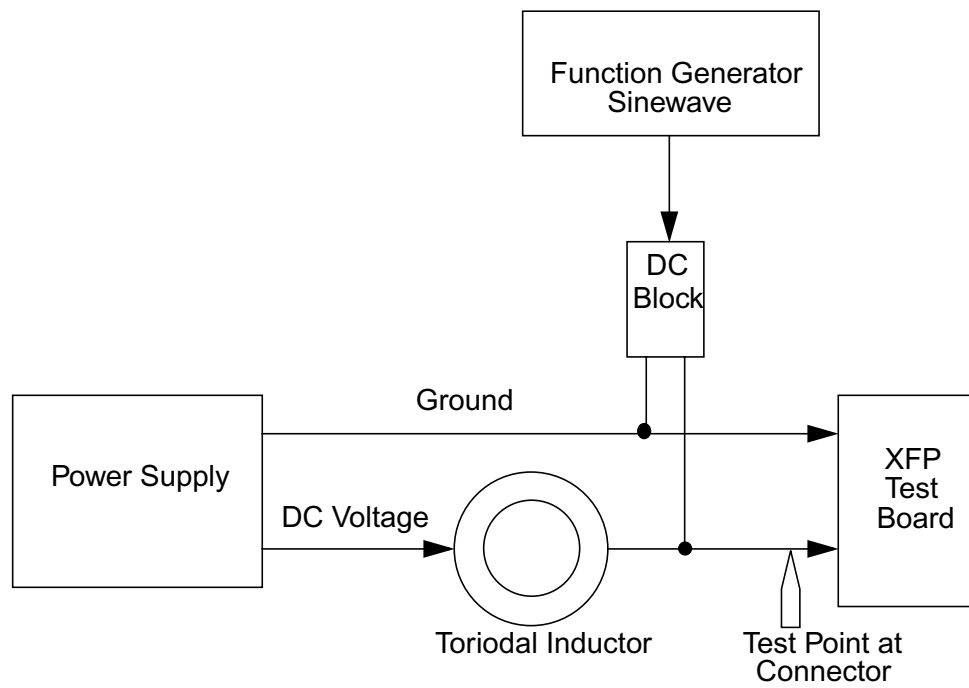 Function Generator
Sinewave
DC
Block
Ground
Power Supply
DC Voltage
XFP
Test
Board
Toriodal Inductor
Test Point at
Connector